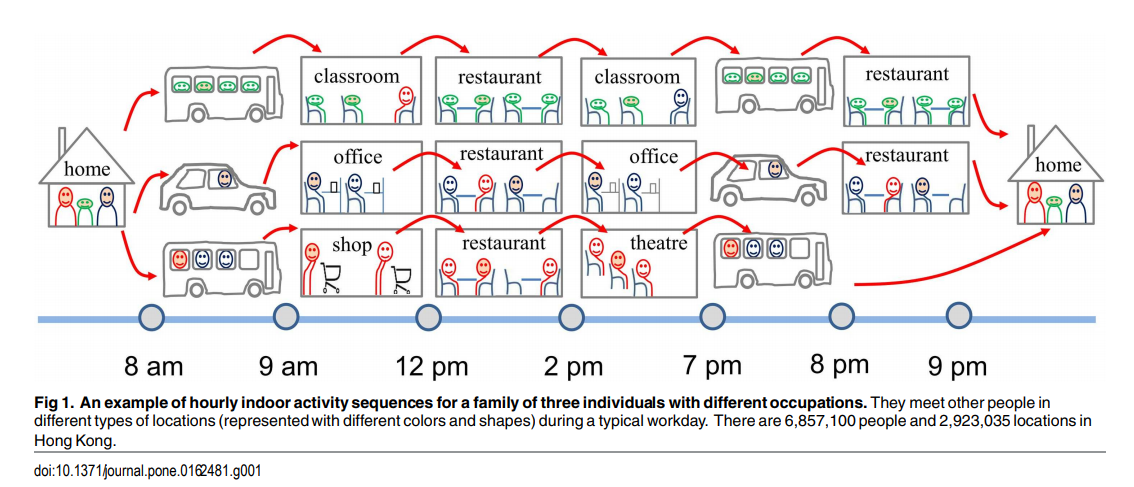 classroom
restaurant
classroom
restaurant
home
office
restaurant
office
restaurant
home
shop
restaurant
theatre
8 am
9 am
12 pm
2 pm
7 pm
8 pm
9 pm
Fig 1. An example of hourly indoor activity sequences for a family of three individuals with different occupations. They meet other people in
different types of locations (represented with different colors and shapes) during a typical workday. There are 6,857,100 people and 2,923,035 locations in
Hong Kong.
doi:10.1371/journal.pone.0162481.g001